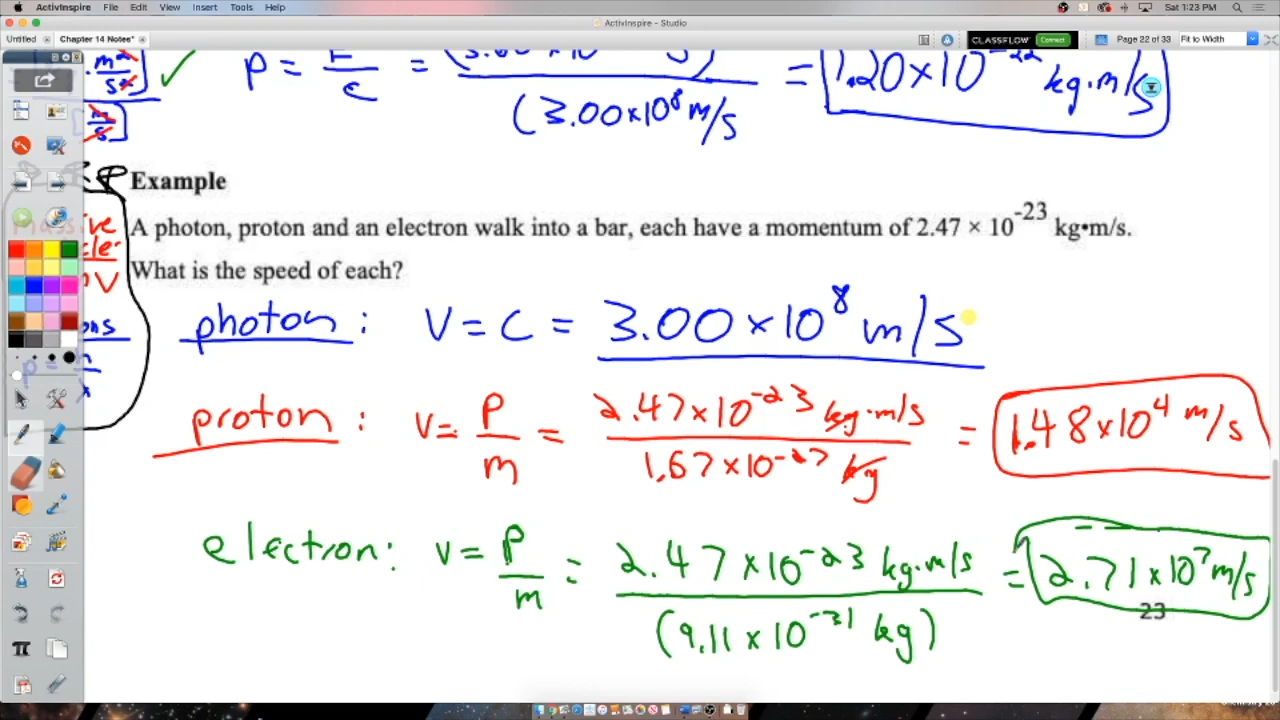 ActivInspire File Edit View Insert Tools Help Sat 1:23 PM
ActivInspire - Studio
Untitled Chapter 14 Notes* CLASSFLOW Connect Page 22 of 33 Fit to Width
p = E/c = / (3.00×10⁸ m/s = 1.20×10⁻²² kg·m/s
Example
A photon, proton and an electron walk into a bar, each have a momentum of 2.47 × 10⁻²³ kg•m/s.
What is the speed of each?
photon: V = C = 3.00×10⁸ m/s
proton: v = p/m = 2.47×10⁻²³ kg·m/s / 1.67×10⁻²⁷ kg = 1.48×10⁴ m/s
electron: v = p/m = 2.47×10⁻²³ kg·m/s / (9.11×10⁻³¹ kg) = 2.71×10⁷ m/s
23